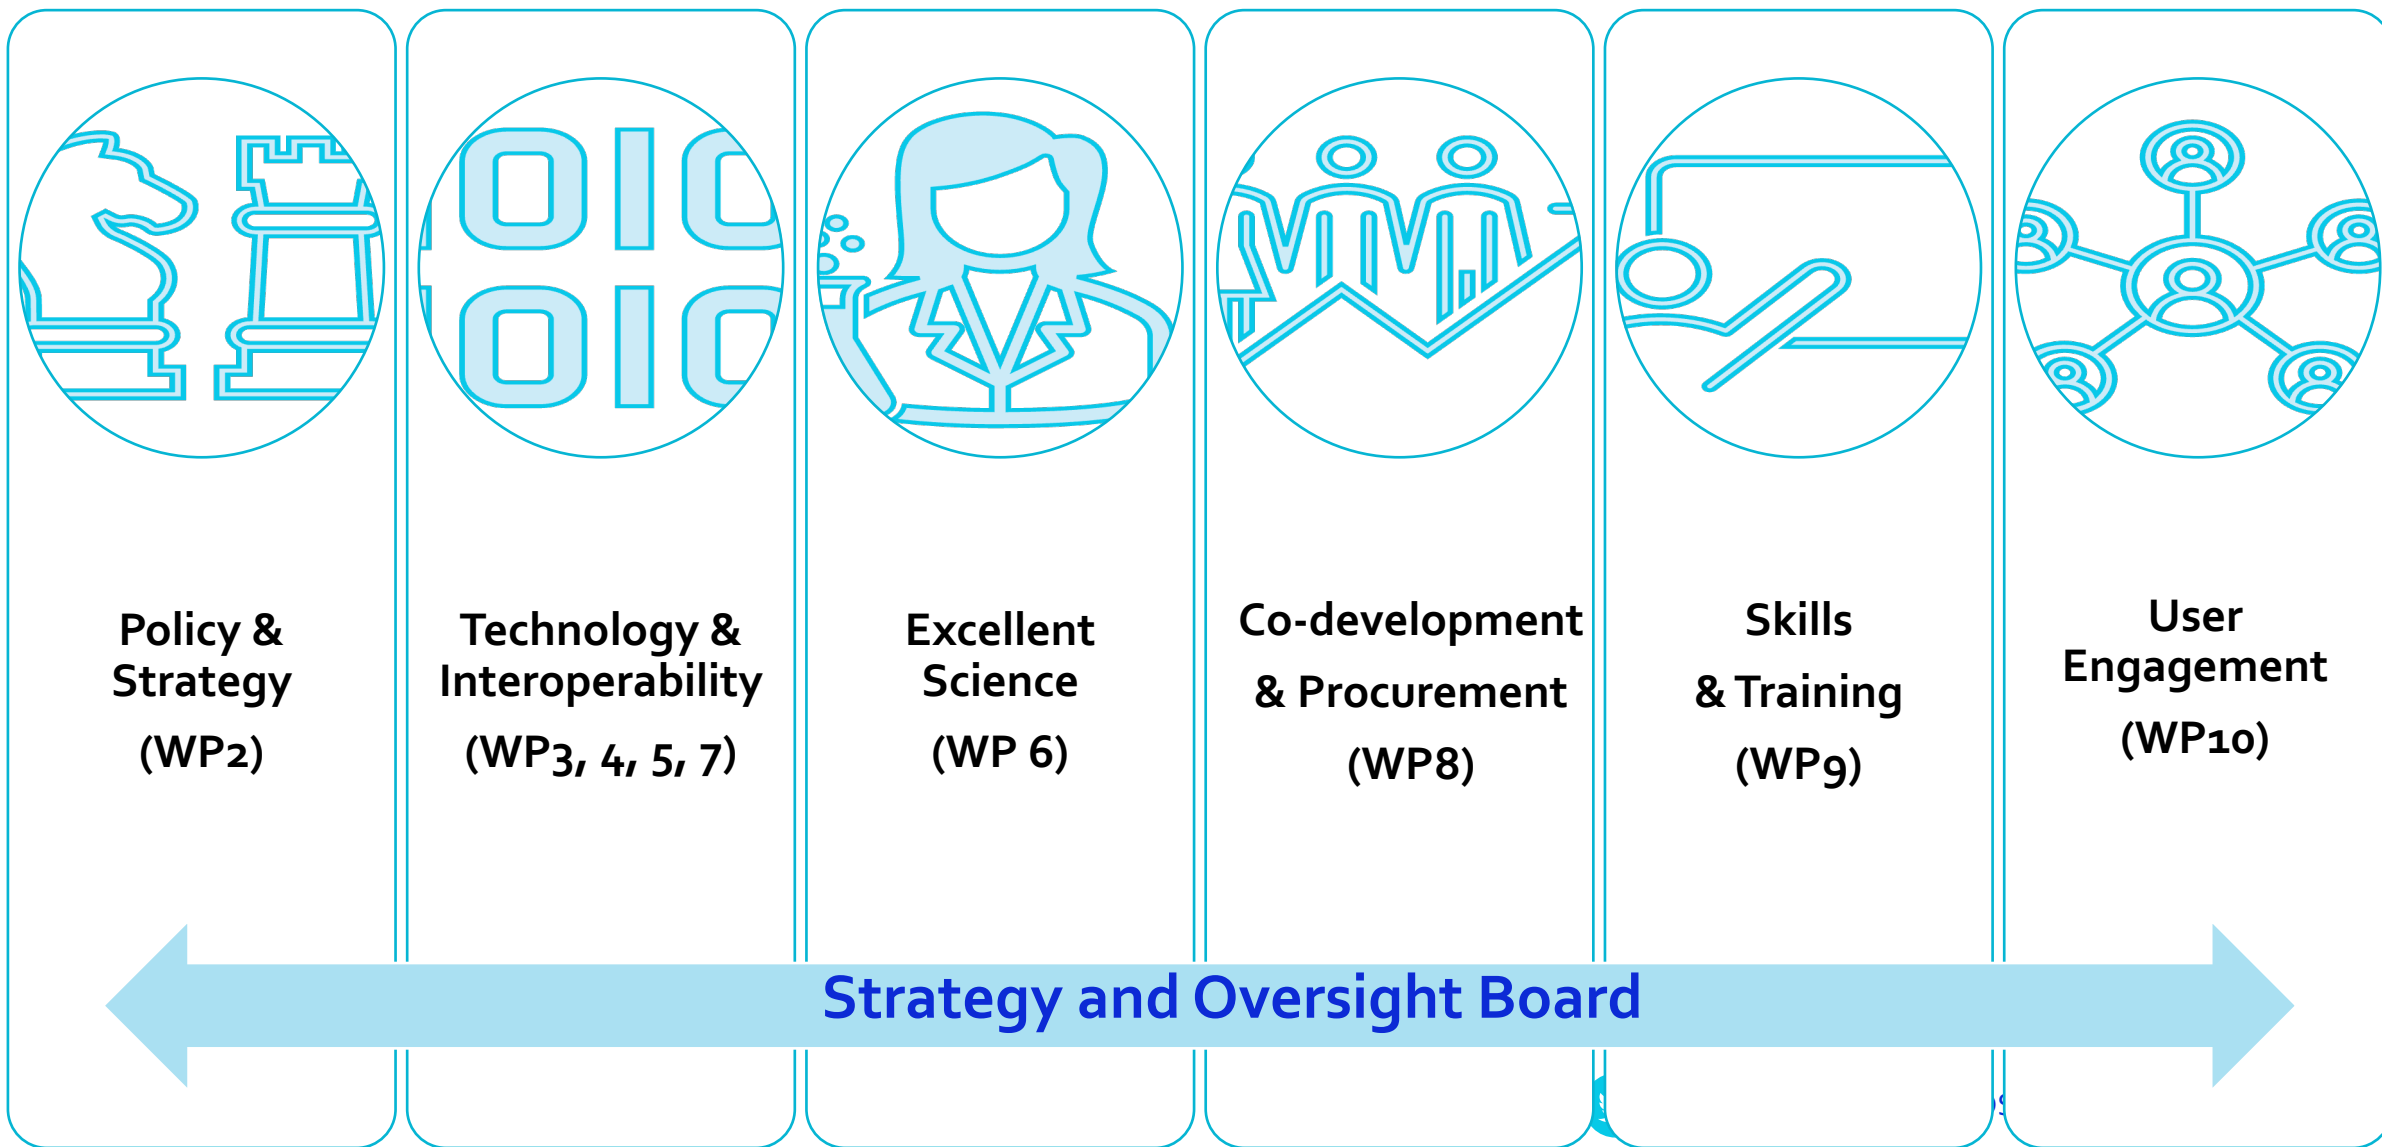 Policy &
Strategy
(WP2)
Technology &
Interoperability
(WP3, 4, 5, 7)
Excellent
Science
(WP 6)
Co-development
& Procurement
(WP8)
Skills
& Training
(WP9)
User
Engagement
(WP10)
Strategy and Oversight Board